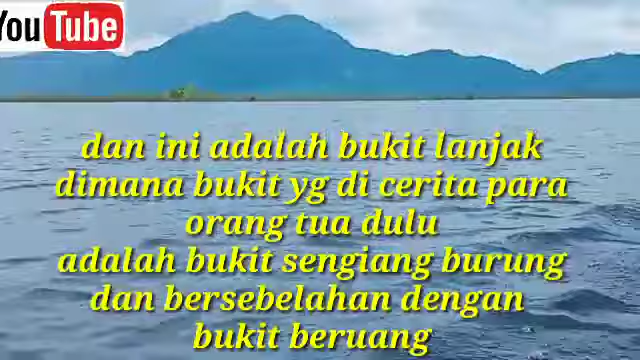 YouTube
dan ini adalah bukit lanjak
dimana bukit yg di cerita para
orang tua dulu
adalah bukit sengiang burung
dan bersebelahan dengan
bukit beruang